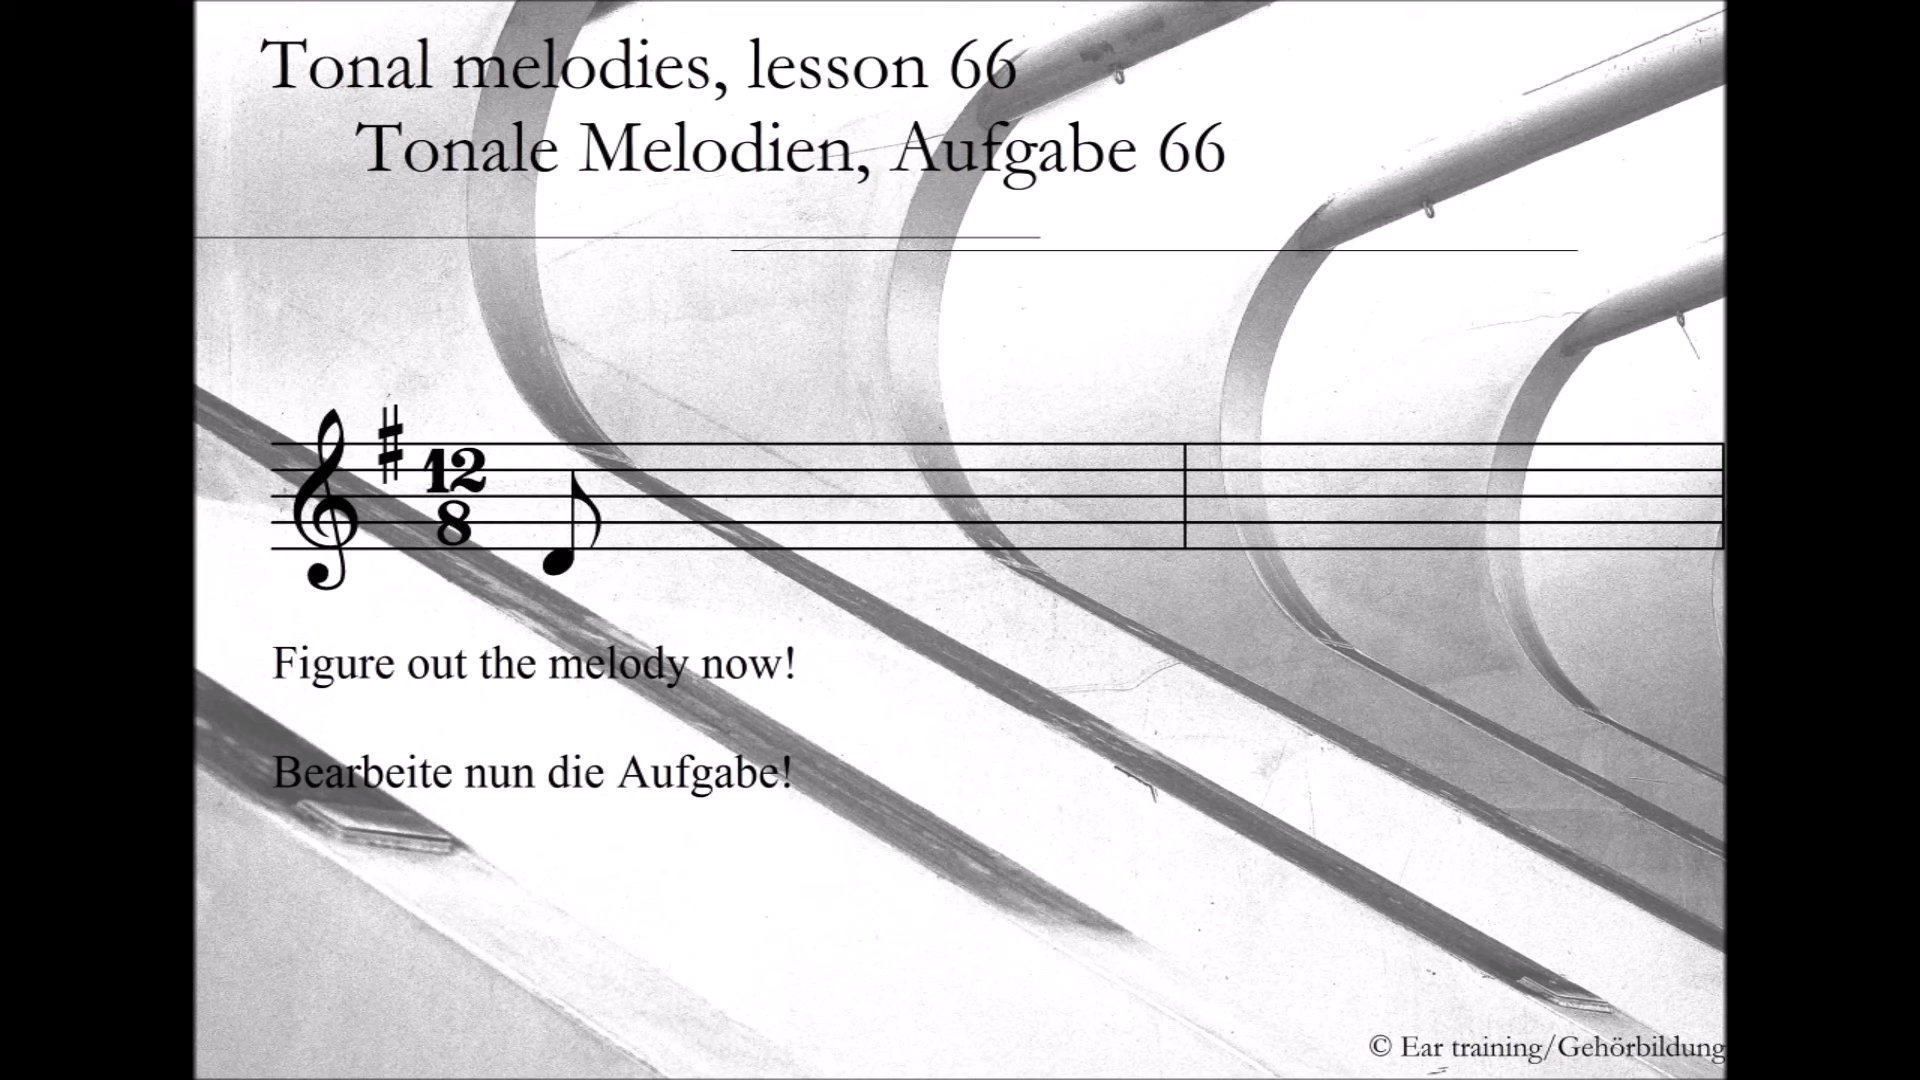 Tonal melodies, lesson 66
Tonale Melodien, Aufgabe 66
12
8
Figure out the melody now!
Bearbeite nun die Aufgabe!
© Ear training/Gehörbildung